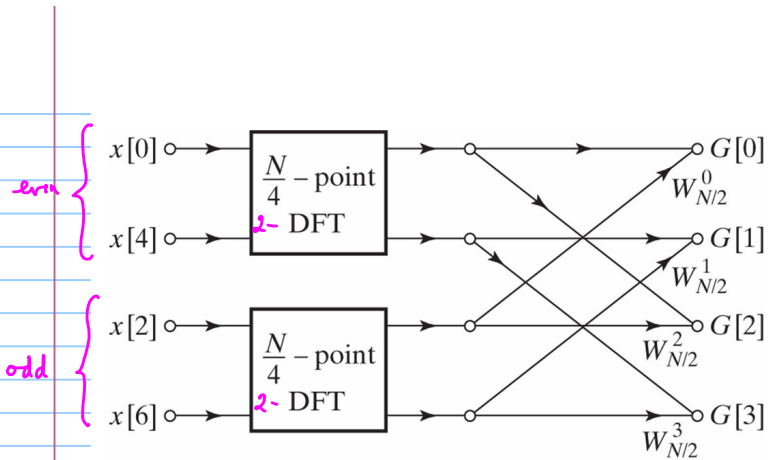 x[0] N/4 – point G[0]
W^0_{N/2}
even
x[4] 2- DFT G[1]
W^1_{N/2}
x[2] N/4 – point G[2]
W^2_{N/2}
odd
x[6] 2- DFT G[3]
W^3_{N/2}